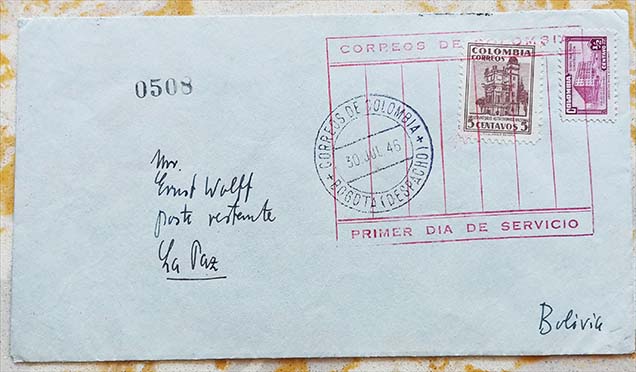 CORREOS DE COLOMBIA
COLOMBIA
CORREOS
5 CENTAVOS 5
COLOMBIA
0508
CORREOS DE COLOMBIA
30 JUL 46
BOGOTA (DESPACHO)
PRIMER DIA DE SERVICIO
Mr.
Ernst Wolff
poste restante
La Paz
Bolivia